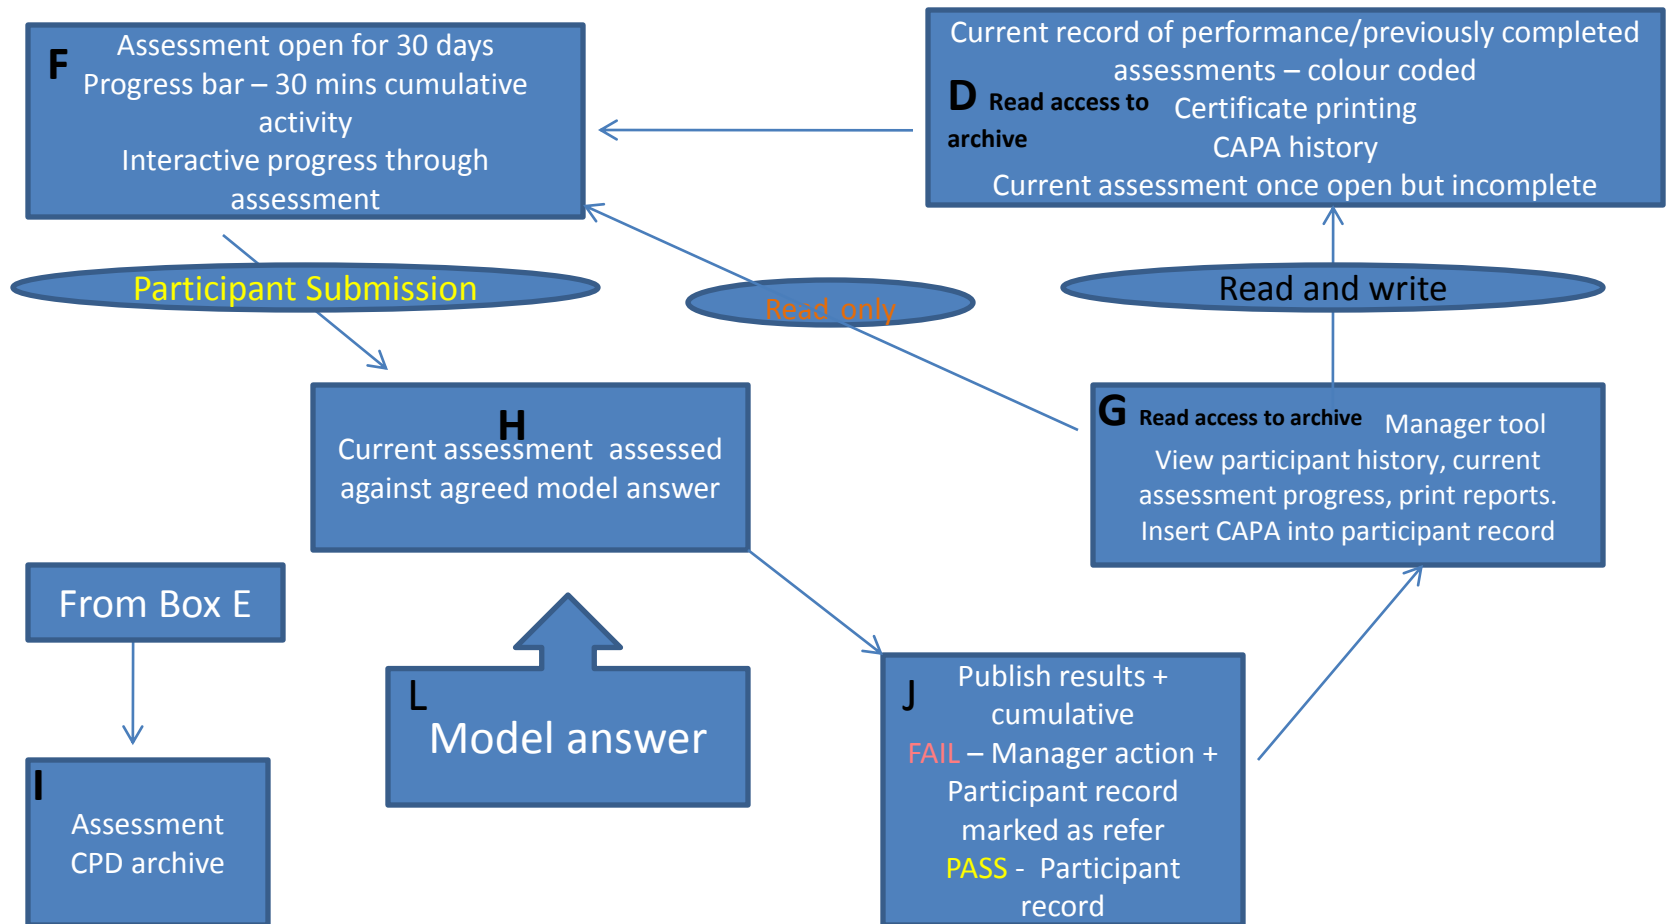 F
Assessment open for 30 days
Progress bar – 30 mins cumulative
activity
Interactive progress through
assessment
Current record of performance/previously completed
assessments – colour coded
D Read access to
archive
Certificate printing
CAPA history
Current assessment once open but incomplete
Participant Submission
Read only
Read and write
H
Current assessment assessed
against agreed model answer
G Read access to archive Manager tool
View participant history, current
assessment progress, print reports.
Insert CAPA into participant record
From Box E
L
Model answer
J
Publish results +
cumulative
FAIL – Manager action +
Participant record
marked as refer
PASS - Participant
record
I
Assessment
CPD archive